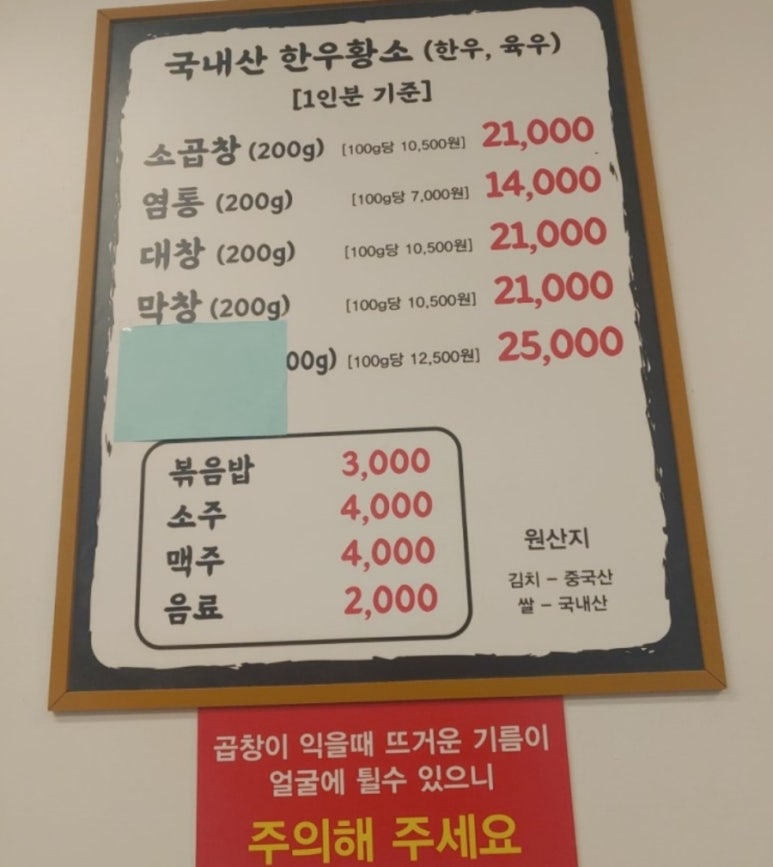 국내산 한우황소 (한우, 육우)
[1인분 기준]
소곱창 (200g) [100g당 10,500원] 21,000
염통 (200g) [100g당 7,000원] 14,000
대창 (200g) [100g당 10,500원] 21,000
막창 (200g) [100g당 10,500원] 21,000
00g) [100g당 12,500원] 25,000
볶음밥 3,000
소주 4,000
맥주 4,000
음료 2,000
원산지
김치 - 중국산
쌀 - 국내산
곱창이 익을때 뜨거운 기름이
얼굴에 튈수 있으니
주의해 주세요